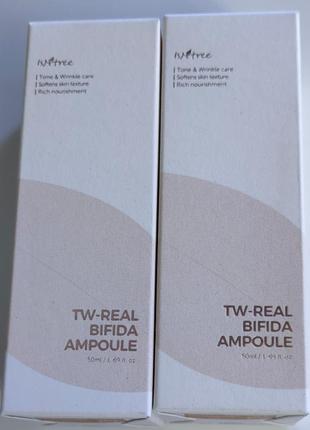 IsNtree
| Tone & Wrinkle care
| Softens skin texture
| Rich nourishment
TW-REAL
BIFIDA
AMPOULE
50ml / 1.69 fl. oz
IsNtree
| Tone & Wrinkle care
| Softens skin texture
| Rich nourishment
TW-REAL
BIFIDA
AMPOULE
50ml / 1.69 fl. oz